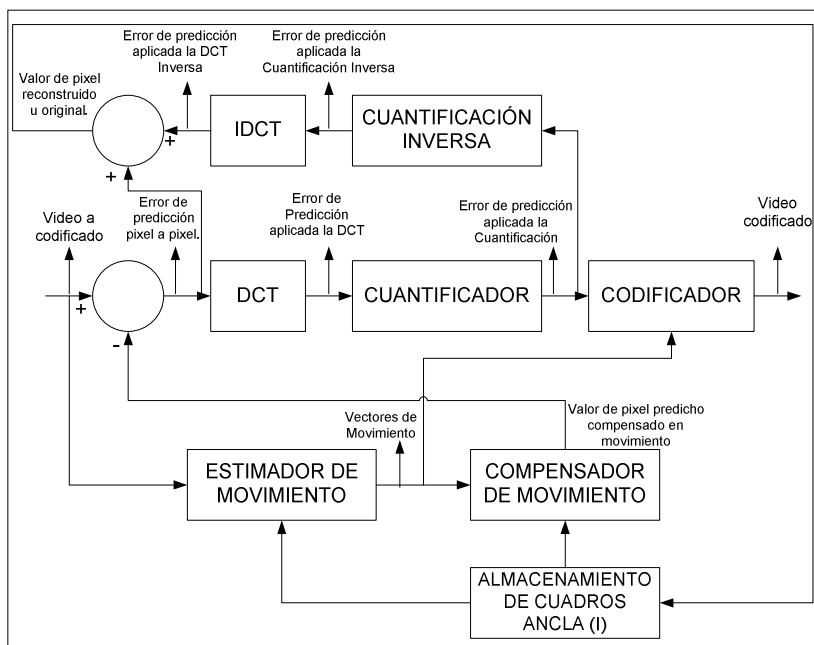 Error de predicción
aplicada la DCT
Inversa
Error de predicción
aplicada la
Cuantificación Inversa
Valor de pixel
reconstruido
u original.
IDCT
CUANTIFICACIÓN
INVERSA
+
+
Video a
codificado
Error de
predicción
pixel a pixel.
Error de
Predicción
aplicada la DCT
Error de predicción
aplicada la
Cuantificación
Video
codificado
+
-
DCT
CUANTIFICADOR
CODIFICADOR
Vectores de
Movimiento
Valor de pixel predicho
compensado en
movimiento
ESTIMADOR DE
MOVIMIENTO
COMPENSADOR
DE MOVIMIENTO
ALMACENAMIENTO
DE CUADROS
ANCLA (I)